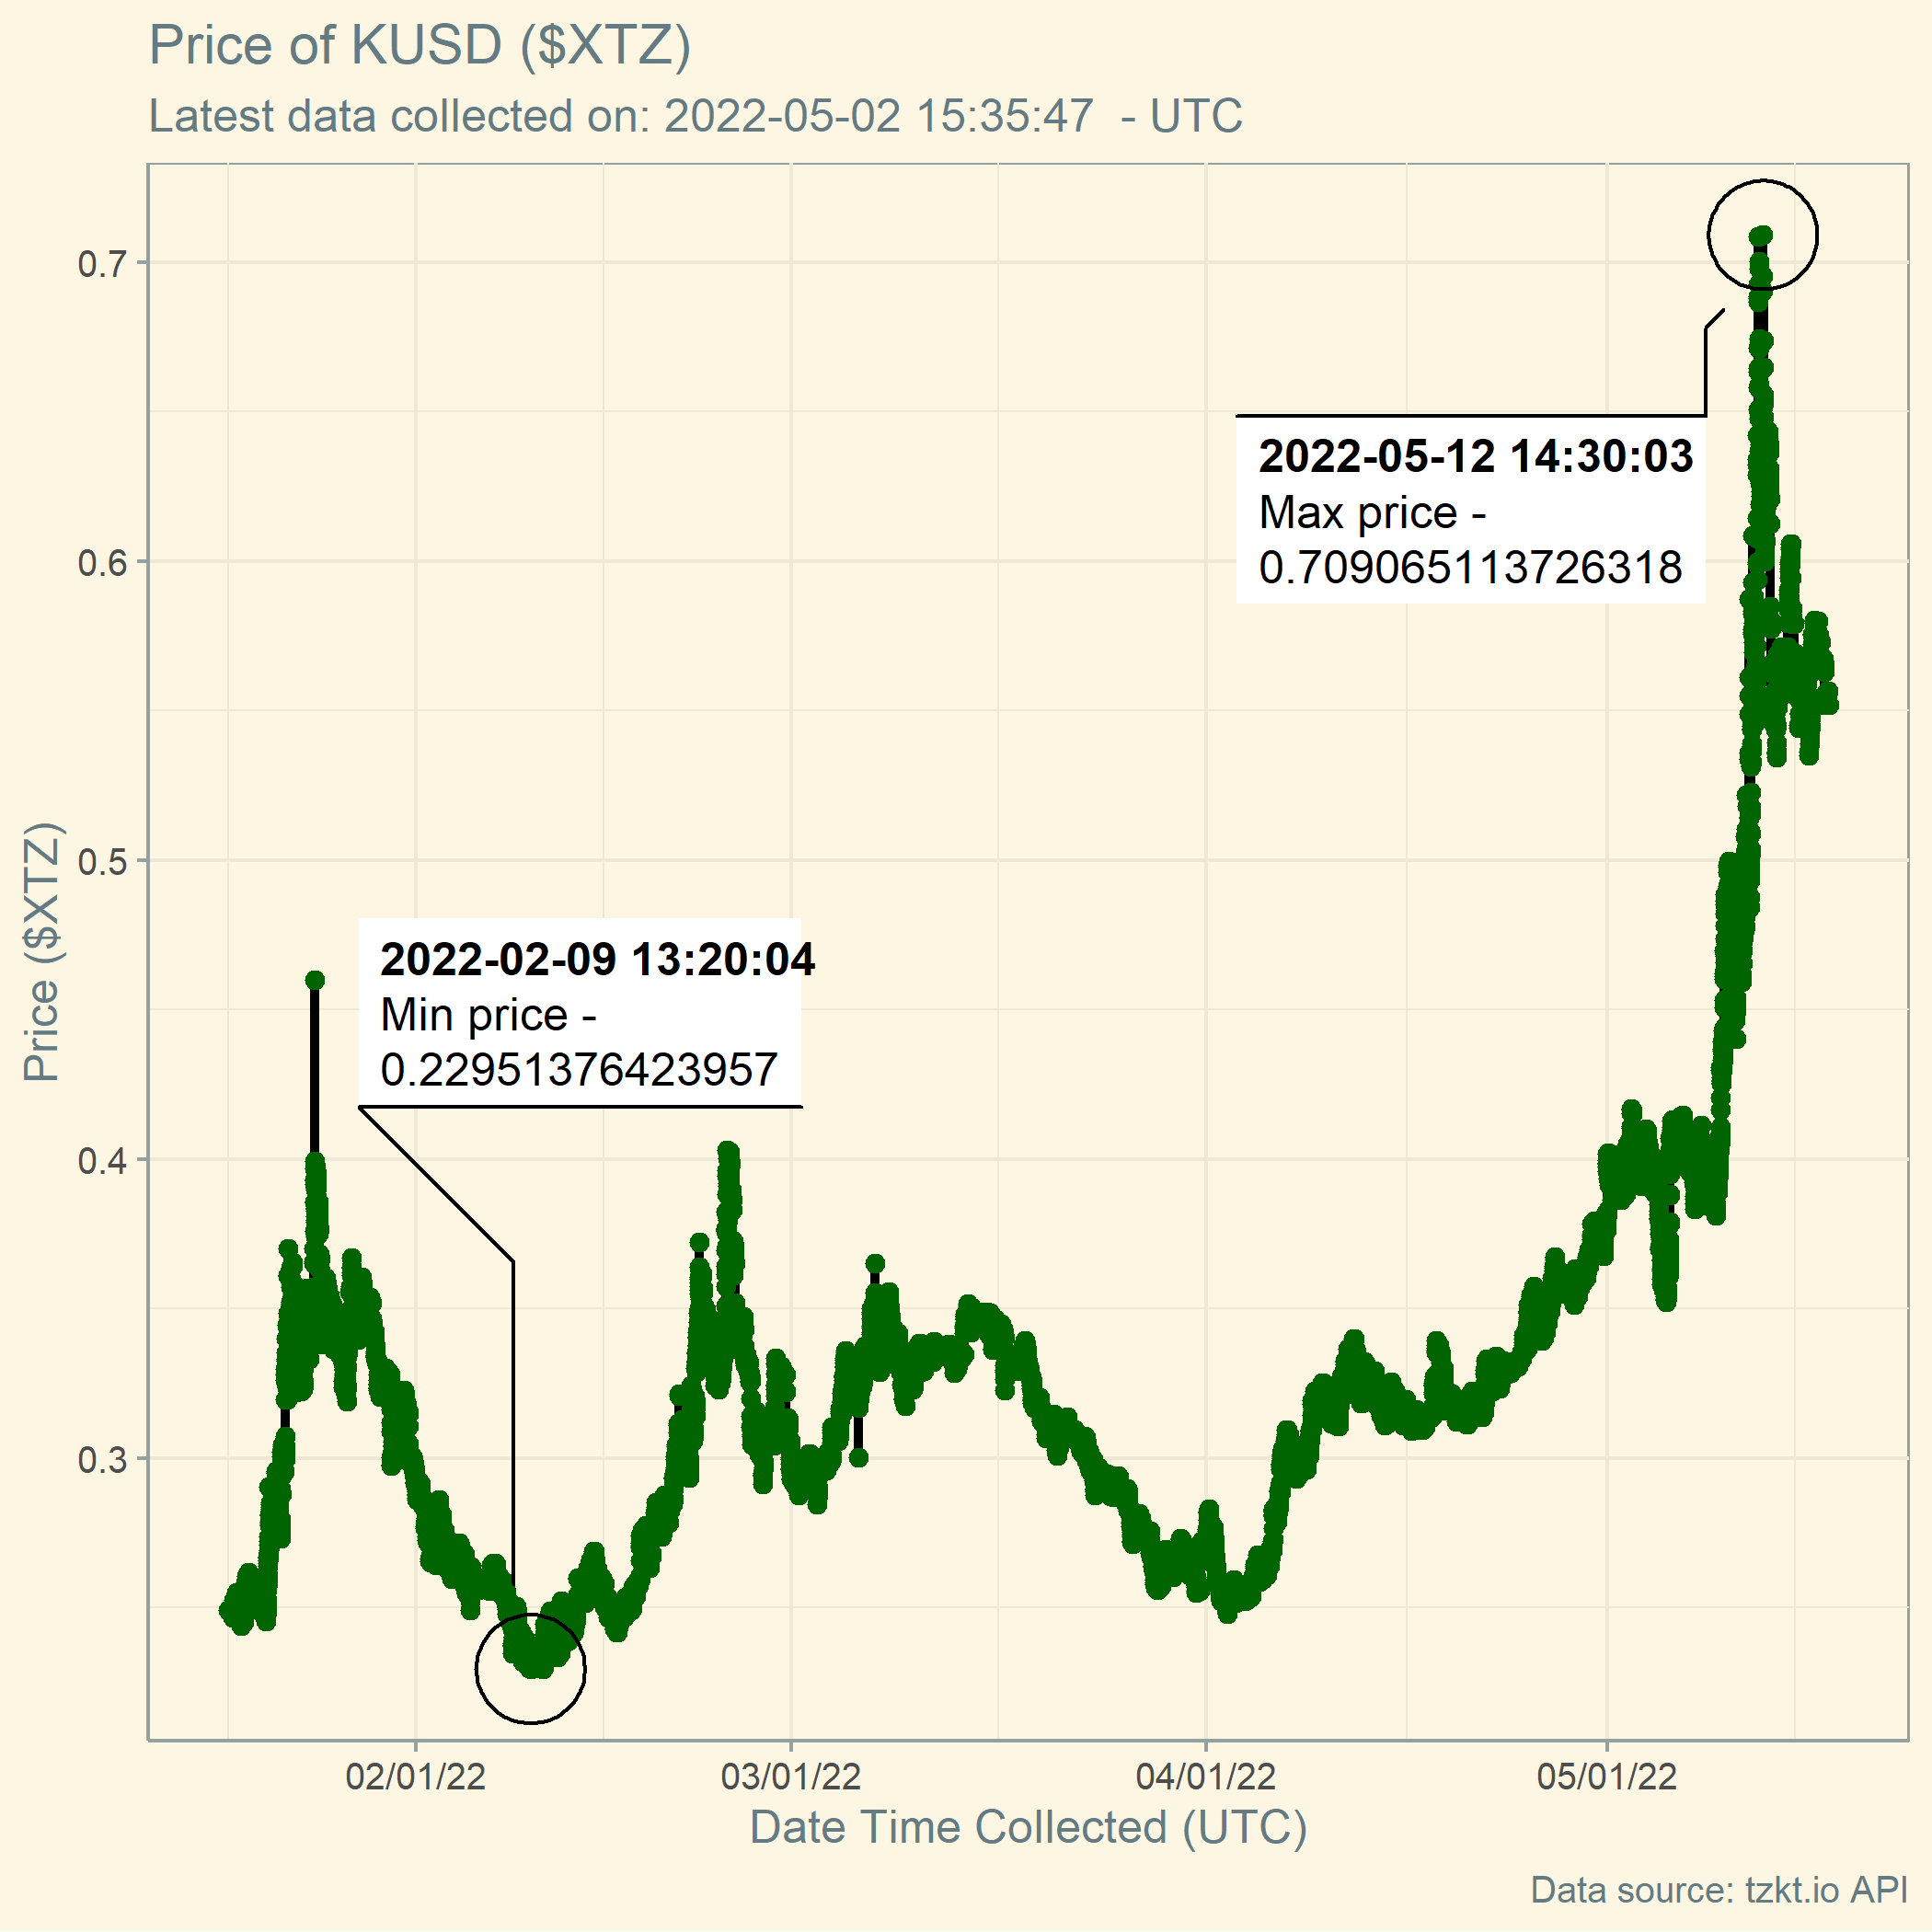 Price of KUSD ($XTZ)
Latest data collected on: 2022-05-02 15:35:47  - UTC
0.7
0.6
0.5
0.4
0.3
Price ($XTZ)
2022-05-12 14:30:03
Max price -
0.709065113726318
2022-02-09 13:20:04
Min price -
0.22951376423957
02/01/22
03/01/22
04/01/22
05/01/22
Date Time Collected (UTC)
Data source: tzkt.io API